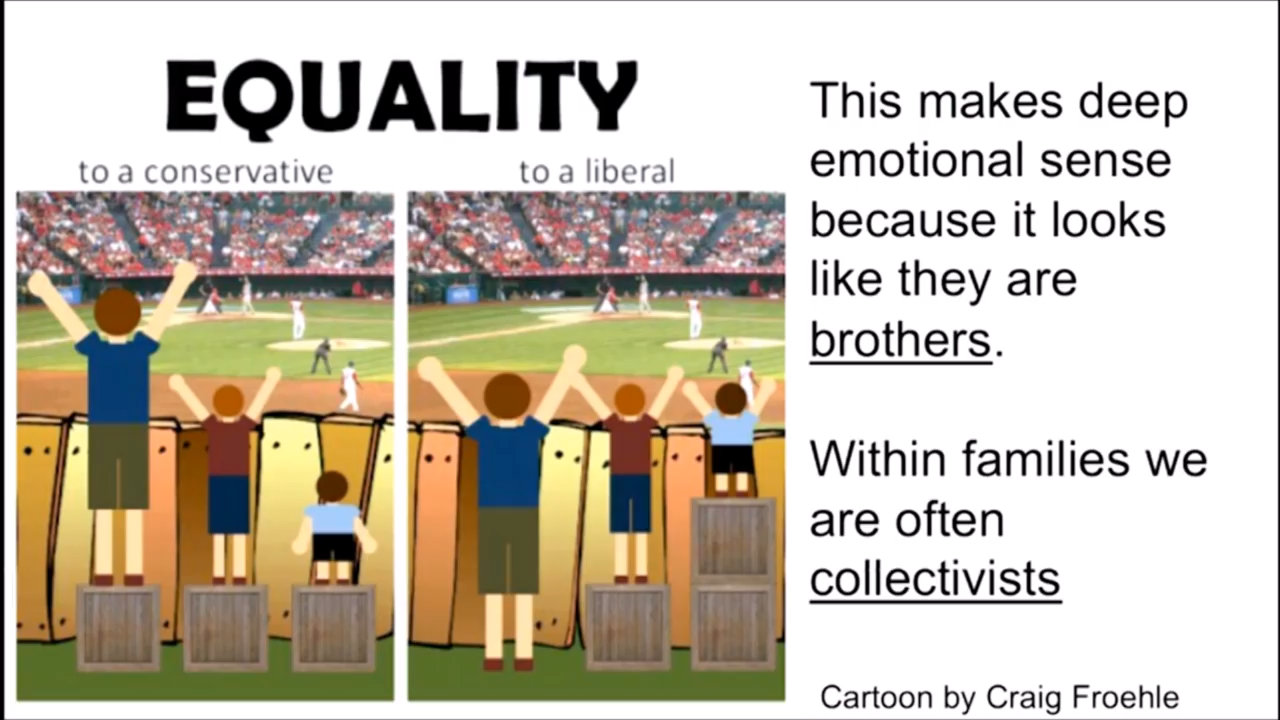 EQUALITY
to a conservative
to a liberal
This makes deep
emotional sense
because it looks
like they are
brothers.
Within families we
are often
collectivists
Cartoon by Craig Froehle